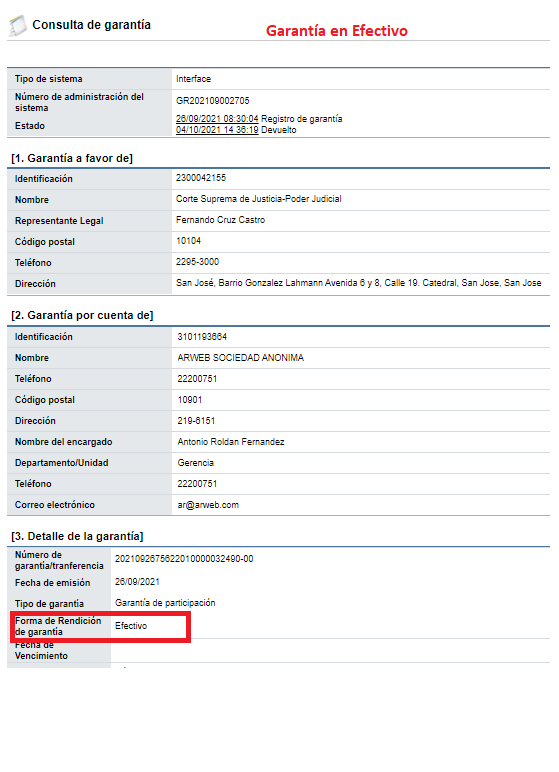 Consulta de garantía
Garantía en Efectivo
Tipo de sistema Interface
Número de administración del
sistema GR202109002705
Estado 26/09/2021 08:30:04 Registro de garantía
04/10/2021 14 36:19 Devuelto
[1. Garantía a favor de]
Identificación 2300042155
Nombre Corte Suprema de Justicia-Poder Judicial
Representante Legal Fernando Cruz Castro
Código postal 10104
Teléfono 2295-3000
Dirección San José, Barrio Gonzalez Lahmann Avenida 6 y 8, Calle 19. Catedral, San Jose, San Jose
[2. Garantía por cuenta de]
Identificación 3101193664
Nombre ARWEB SOCIEDAD ANONIMA
Teléfono 22200751
Código postal 10901
Dirección 219-6151
Nombre del encargado Antonio Roldan Fernandez
Departamento/Unidad Gerencia
Teléfono 22200751
Correo electrónico ar@arweb.com
[3. Detalle de la garantía]
Número de
garantía/tranferencia 2021092675622010000032490-00
Fecha de emisión 26/09/2021
Tipo de garantía Garantía de participación
Forma de Rendición
de garantía Efectivo
Fecha de
Vencimiento